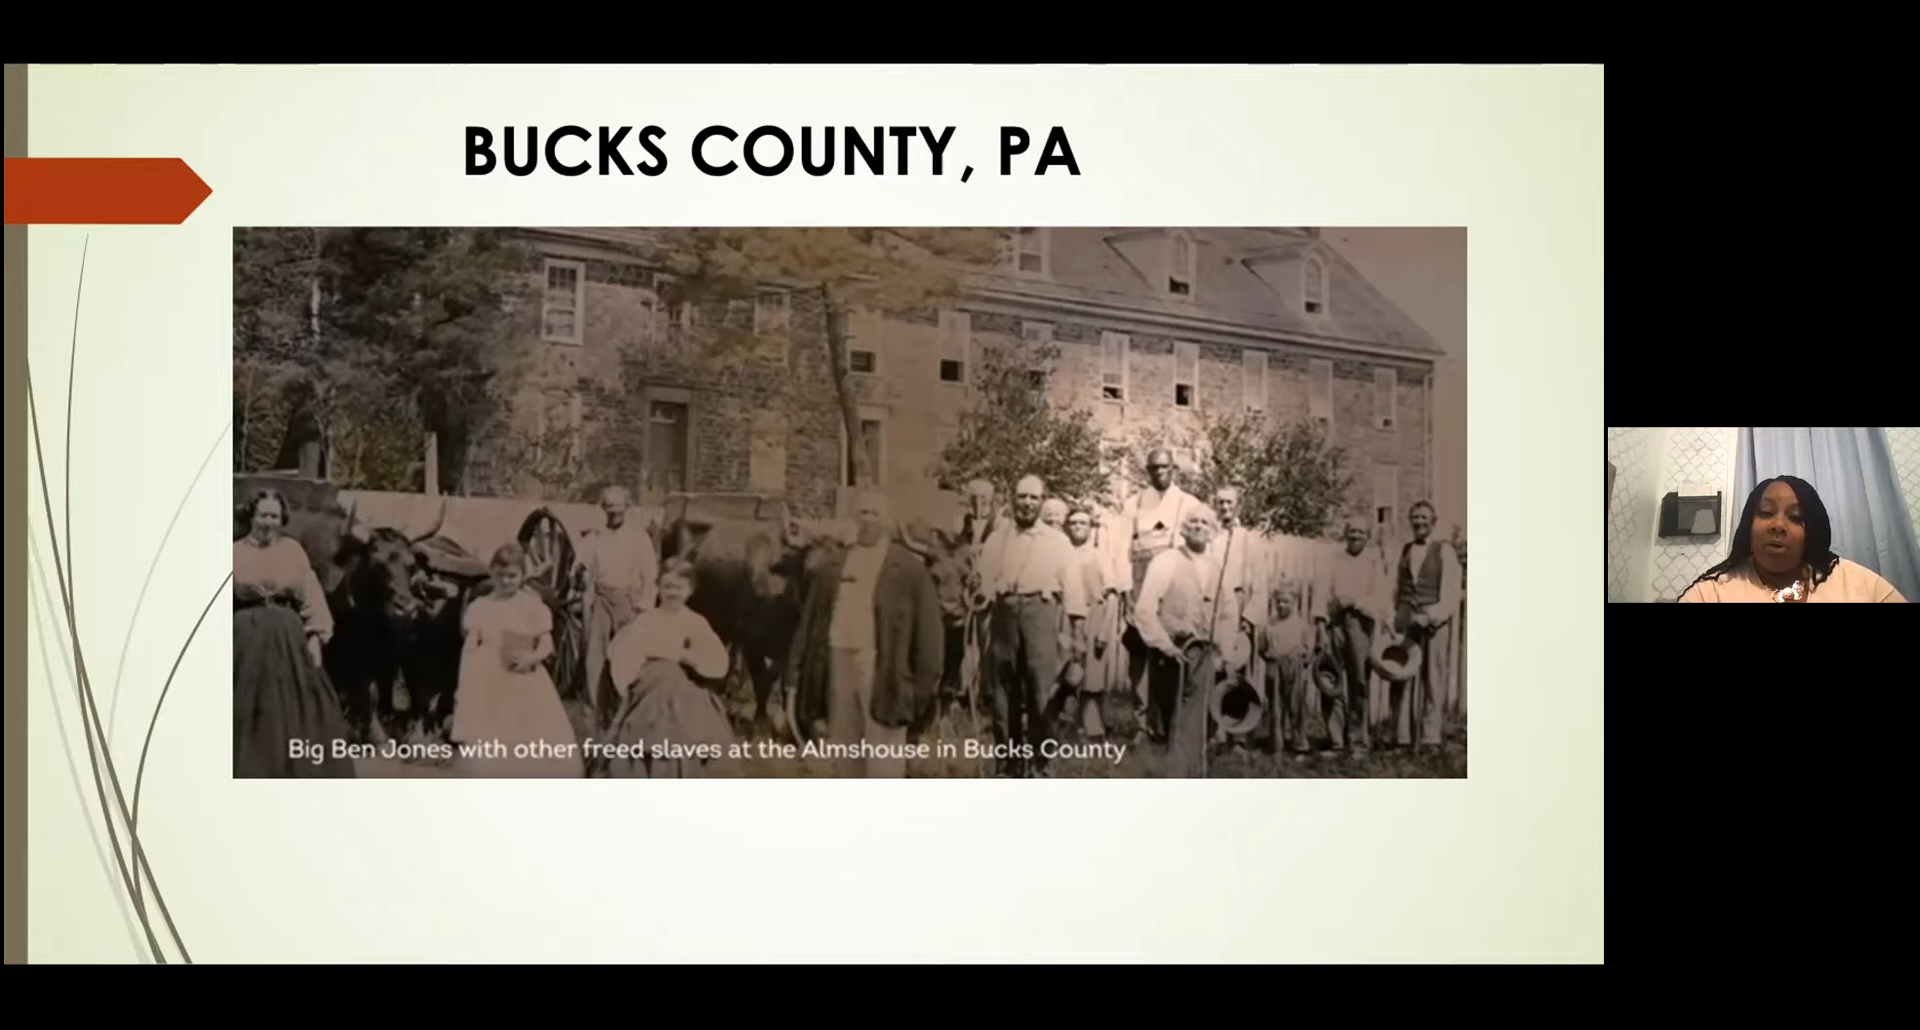 BUCKS COUNTY, PA
Big Ben Jones with other freed slaves at the Almshouse in Bucks County